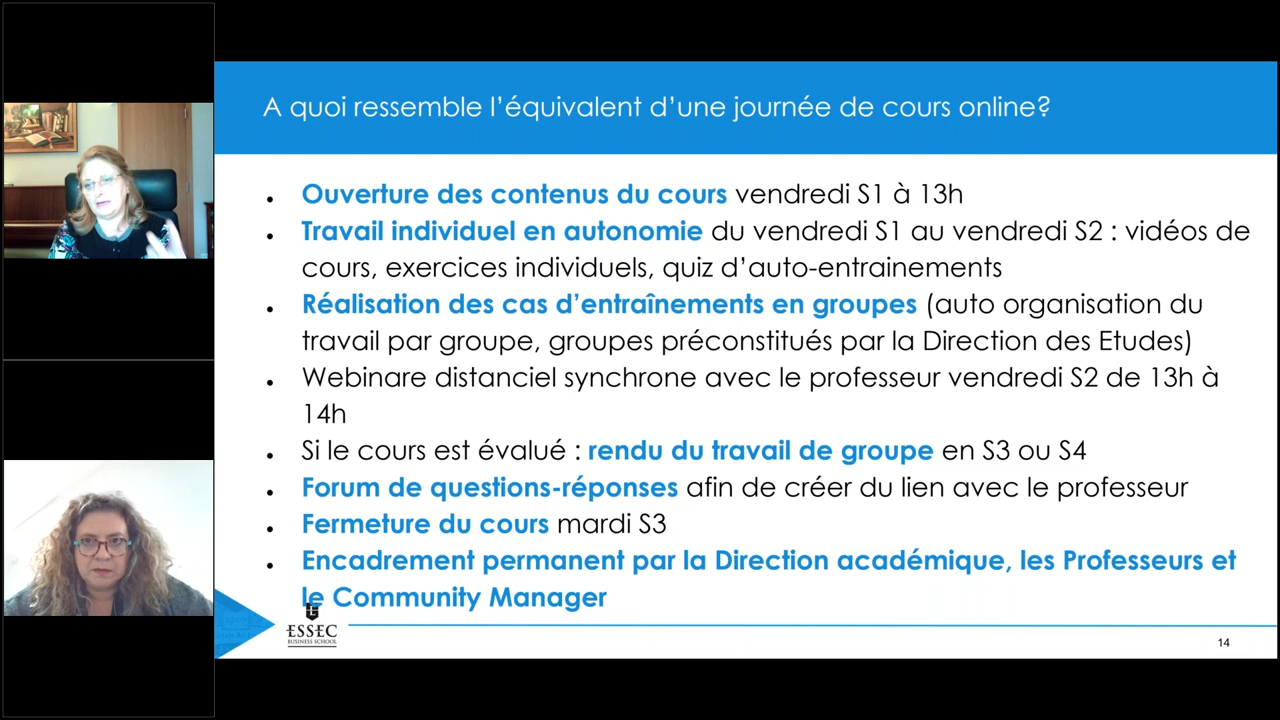 A quoi ressemble l'équivalent d'une journée de cours online?
• Ouverture des contenus du cours vendredi S1 à 13h
• Travail individuel en autonomie du vendredi S1 au vendredi S2 : vidéos de
cours, exercices individuels, quiz d'auto-entrainements
• Réalisation des cas d'entraînements en groupes (auto organisation du
travail par groupe, groupes préconstitués par la Direction des Etudes)
• Webinare distanciel synchrone avec le professeur vendredi S2 de 13h à
14h
• Si le cours est évalué : rendu du travail de groupe en S3 ou S4
• Forum de questions-réponses afin de créer du lien avec le professeur
• Fermeture du cours mardi S3
• Encadrement permanent par la Direction académique, les Professeurs et
le Community Manager
ESSEC
BUSINESS SCHOOL
14